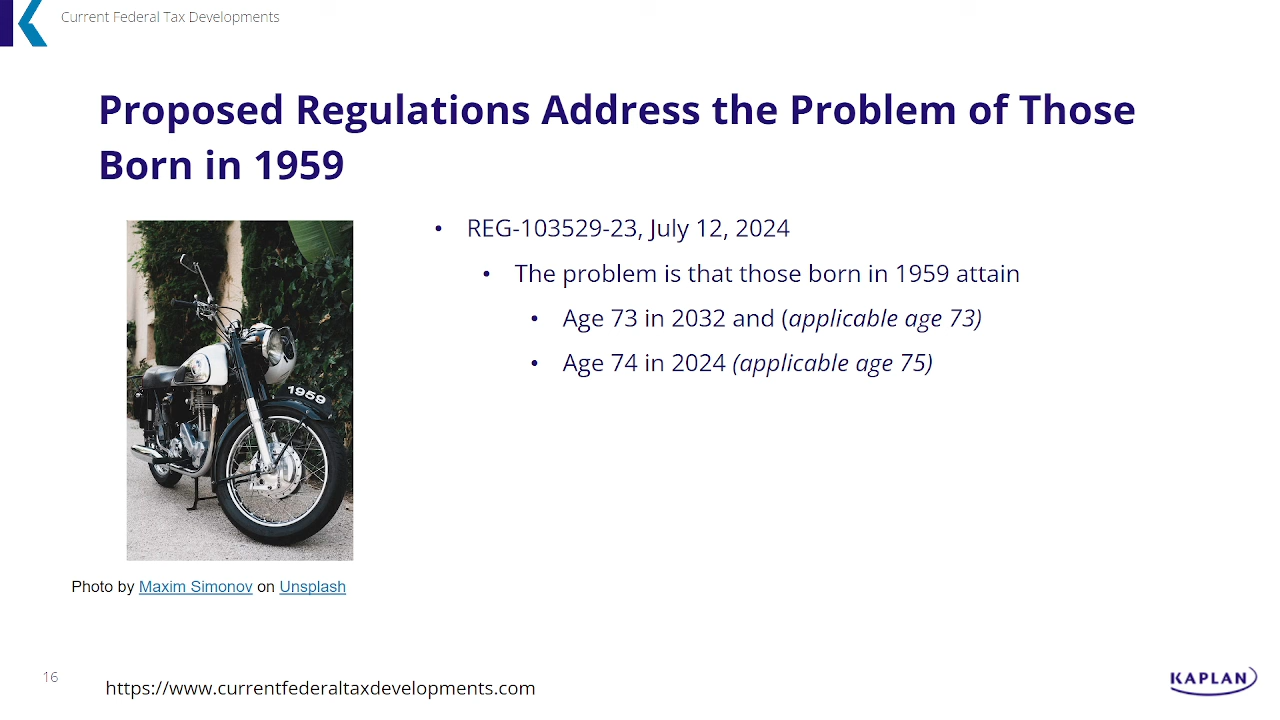 Current Federal Tax Developments
Proposed Regulations Address the Problem of Those
Born in 1959
• REG-103529-23, July 12, 2024
• The problem is that those born in 1959 attain
• Age 73 in 2032 and (applicable age 73)
• Age 74 in 2024 (applicable age 75)
1959
Photo by Maxim Simonov on Unsplash
16
https://www.currentfederaltaxdevelopments.com
KAPLAN